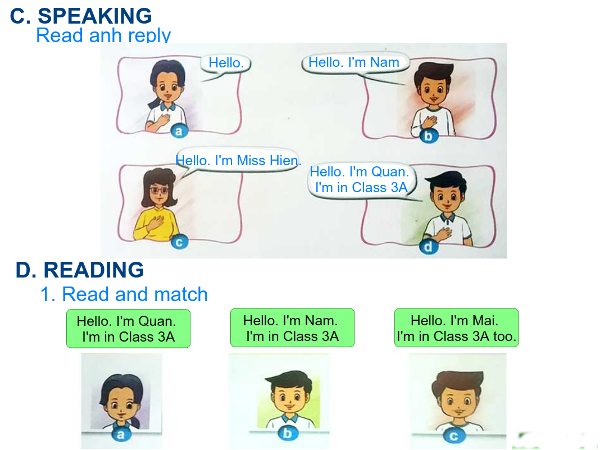 C. SPEAKING
Read anh reply
Hello.
Hello. I'm Nam
a
b
Hello. I'm Miss Hien.
Hello. I'm Quan.
I'm in Class 3A
c
d
D. READING
1. Read and match
Hello. I'm Quan.
I'm in Class 3A
Hello. I'm Nam.
I'm in Class 3A
Hello. I'm Mai.
I'm in Class 3A too.
a
b
c